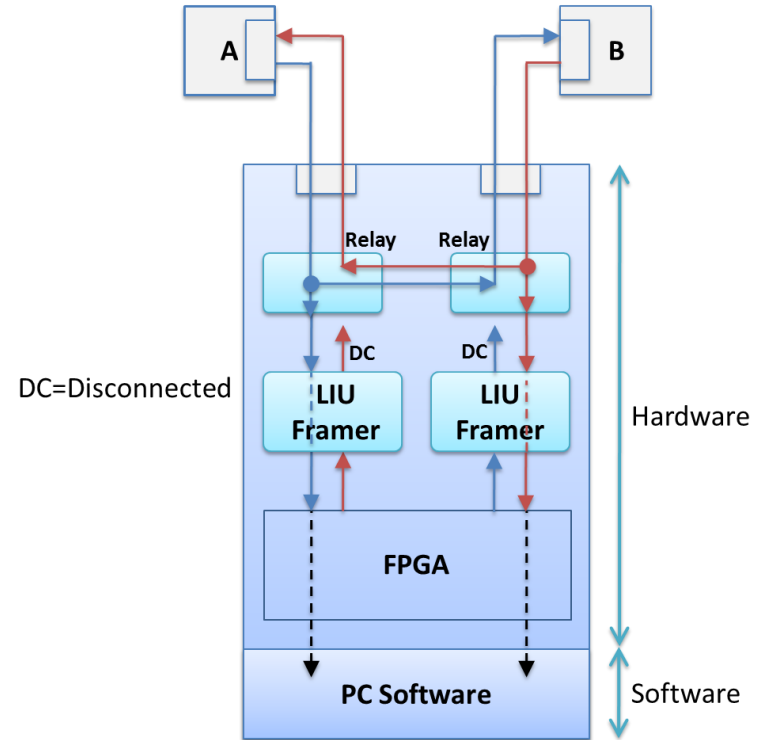 A
B
Relay
Relay
DC
DC
DC=Disconnected
LIU
Framer
LIU
Framer
Hardware
FPGA
PC Software
Software